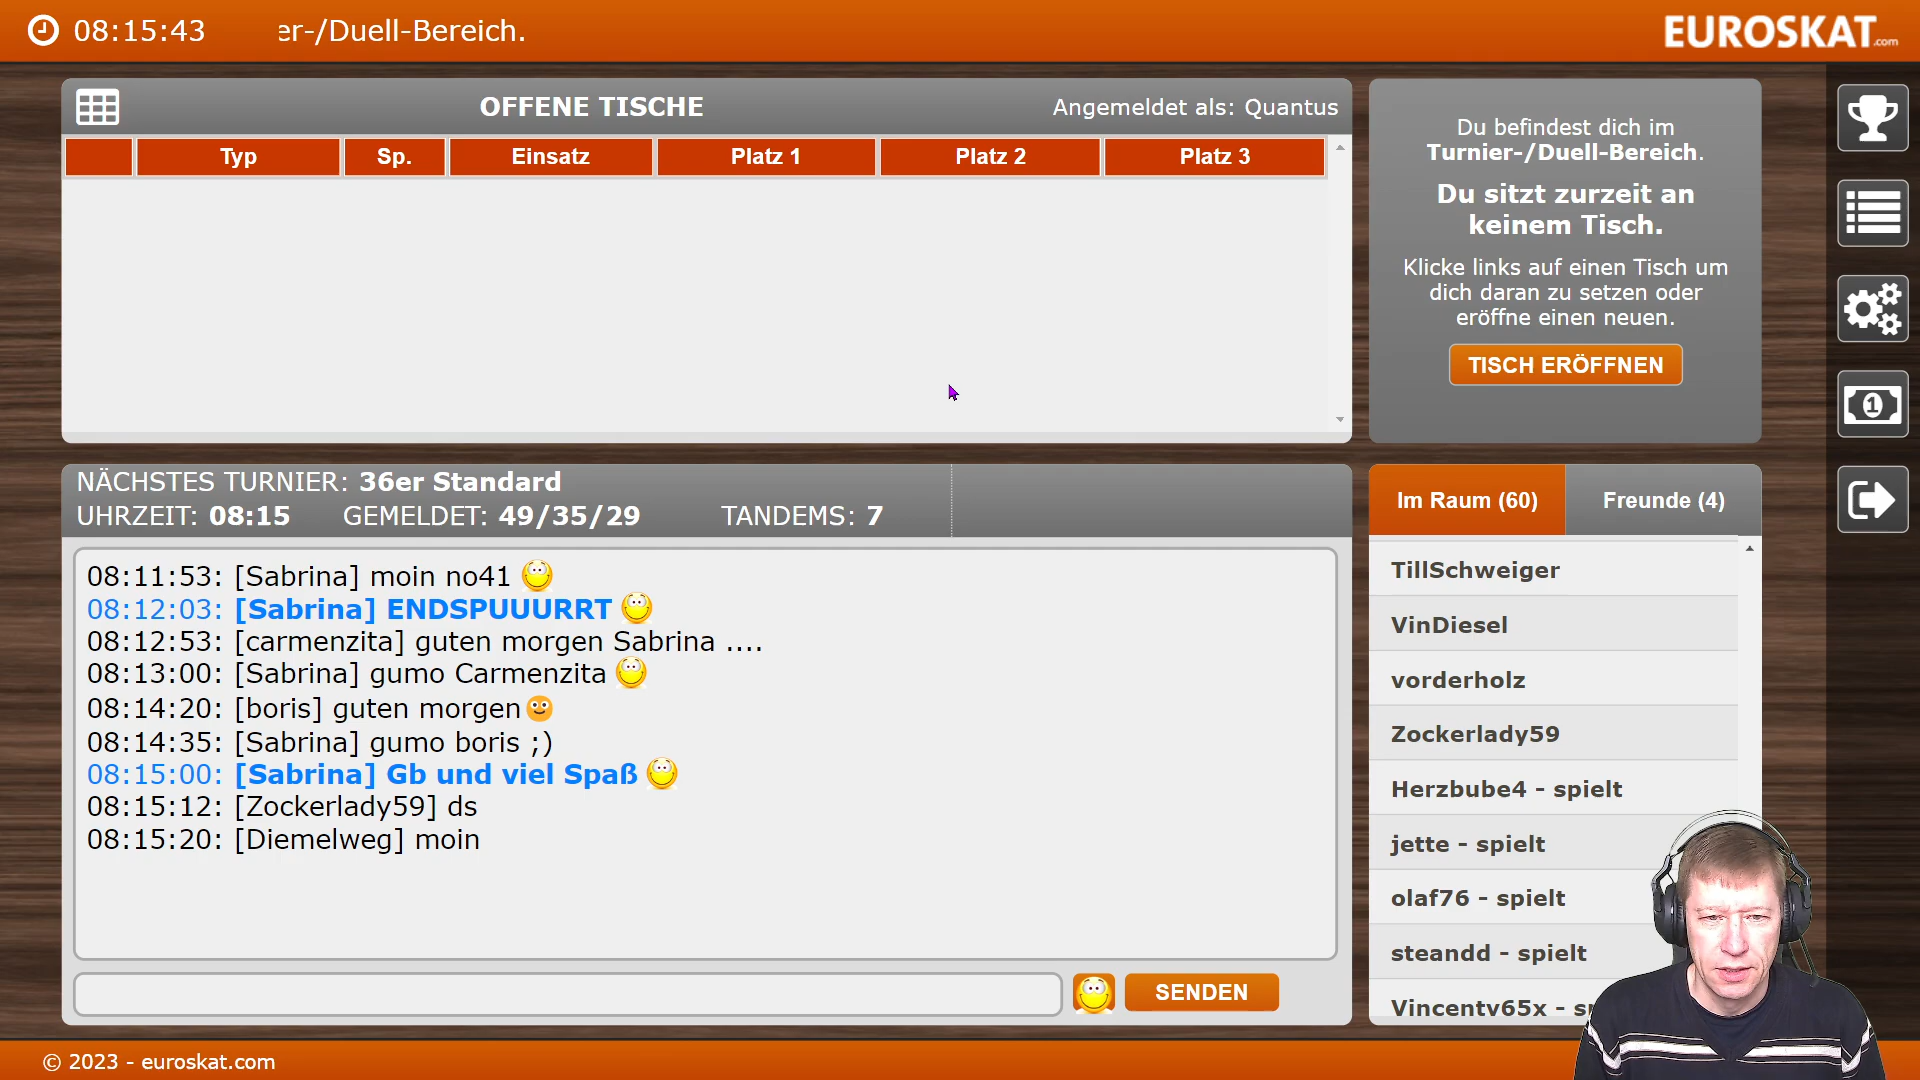 08:15:43
er-/Duell-Bereich.
EUROSKAT.com
OFFENE TISCHE
Angemeldet als: Quantus
Typ Sp. Einsatz Platz 1 Platz 2 Platz 3
Du befindest dich im
Turnier-/Duell-Bereich.
Du sitzt zurzeit an
keinem Tisch.
Klicke links auf einen Tisch um
dich daran zu setzen oder
eröffne einen neuen.
TISCH ERÖFFNEN
1
NÄCHSTES TURNIER: 36er Standard
UHRZEIT: 08:15 GEMELDET: 49/35/29 TANDEMS: 7
08:11:53: [Sabrina] moin no41
08:12:03: [Sabrina] ENDSPUUURRT
08:12:53: [carmenzita] guten morgen Sabrina ....
08:13:00: [Sabrina] gumo Carmenzita
08:14:20: [boris] guten morgen
08:14:35: [Sabrina] gumo boris ;)
08:15:00: [Sabrina] Gb und viel Spaß
08:15:12: [Zockerlady59] ds
08:15:20: [Diemelweg] moin
SENDEN
Im Raum (60)
Freunde (4)
TillSchweiger
VinDiesel
vorderholz
Zockerlady59
Herzbube4 - spielt
jette - spielt
olaf76 - spielt
steandd - spielt
Vincentv65x -
© 2023 - euroskat.com